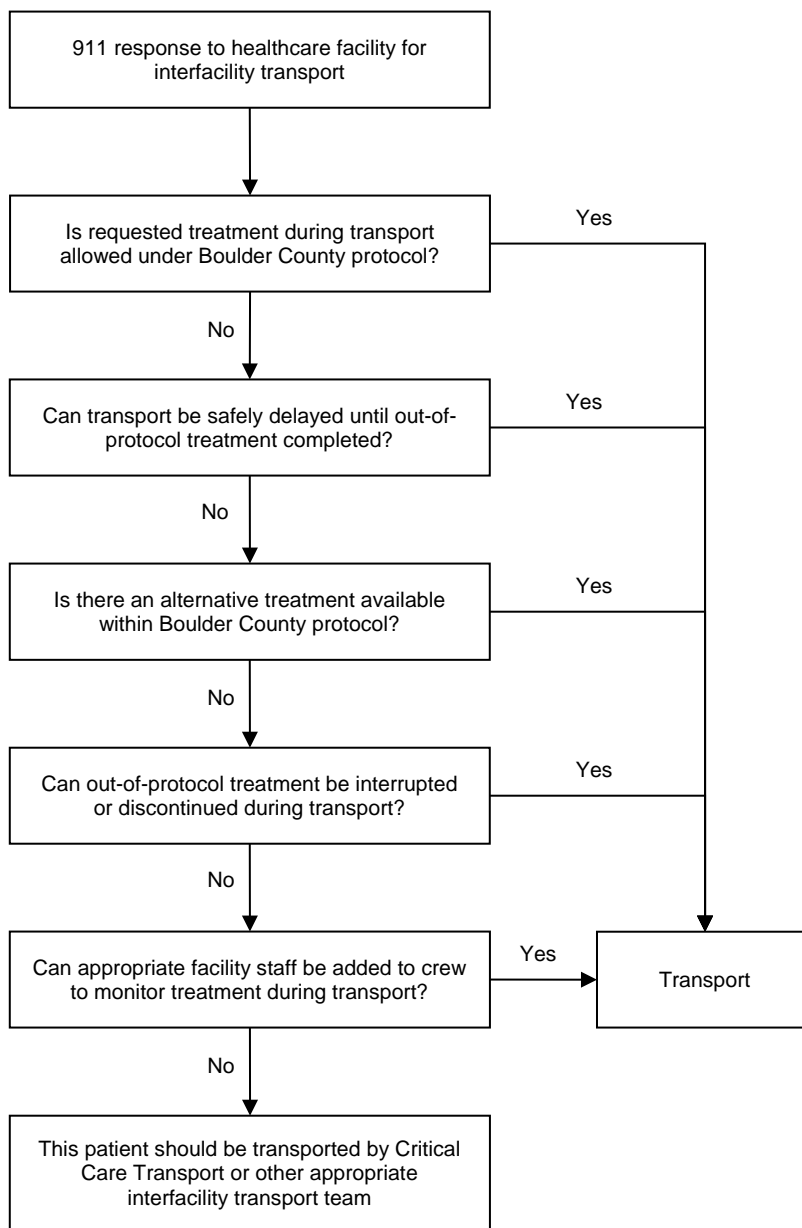 911 response to healthcare facility for
interfacility transport
Is requested treatment during transport
allowed under Boulder County protocol?
Yes
No
Can transport be safely delayed until out-of-
protocol treatment completed?
Yes
No
Is there an alternative treatment available
within Boulder County protocol?
Yes
No
Can out-of-protocol treatment be interrupted
or discontinued during transport?
Yes
No
Can appropriate facility staff be added to crew
to monitor treatment during transport?
Yes
Transport
No
This patient should be transported by Critical
Care Transport or other appropriate
interfacility transport team